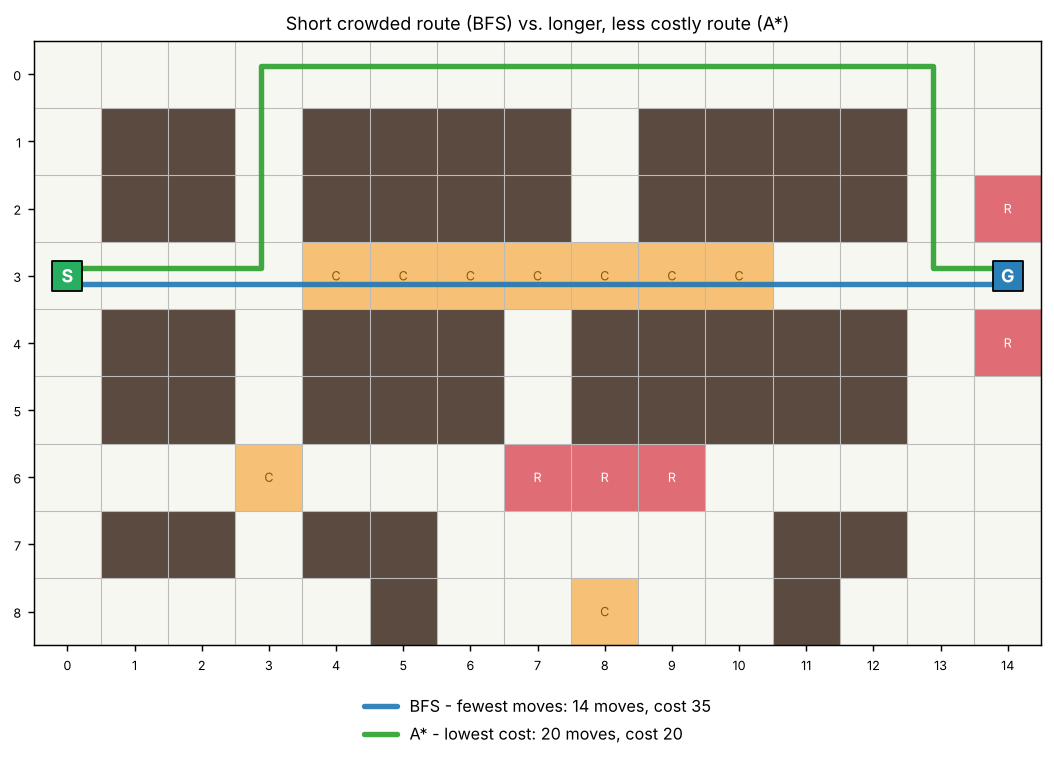 Short crowded route (BFS) vs. longer, less costly route (A*)
0
1
2
R
3
S
C
C
C
C
C
C
C
G
4
R
5
6
C
R
R
R
7
8
C
0 1 2 3 4 5 6 7 8 9 10 11 12 13 14
BFS - fewest moves: 14 moves, cost 35
A* - lowest cost: 20 moves, cost 20